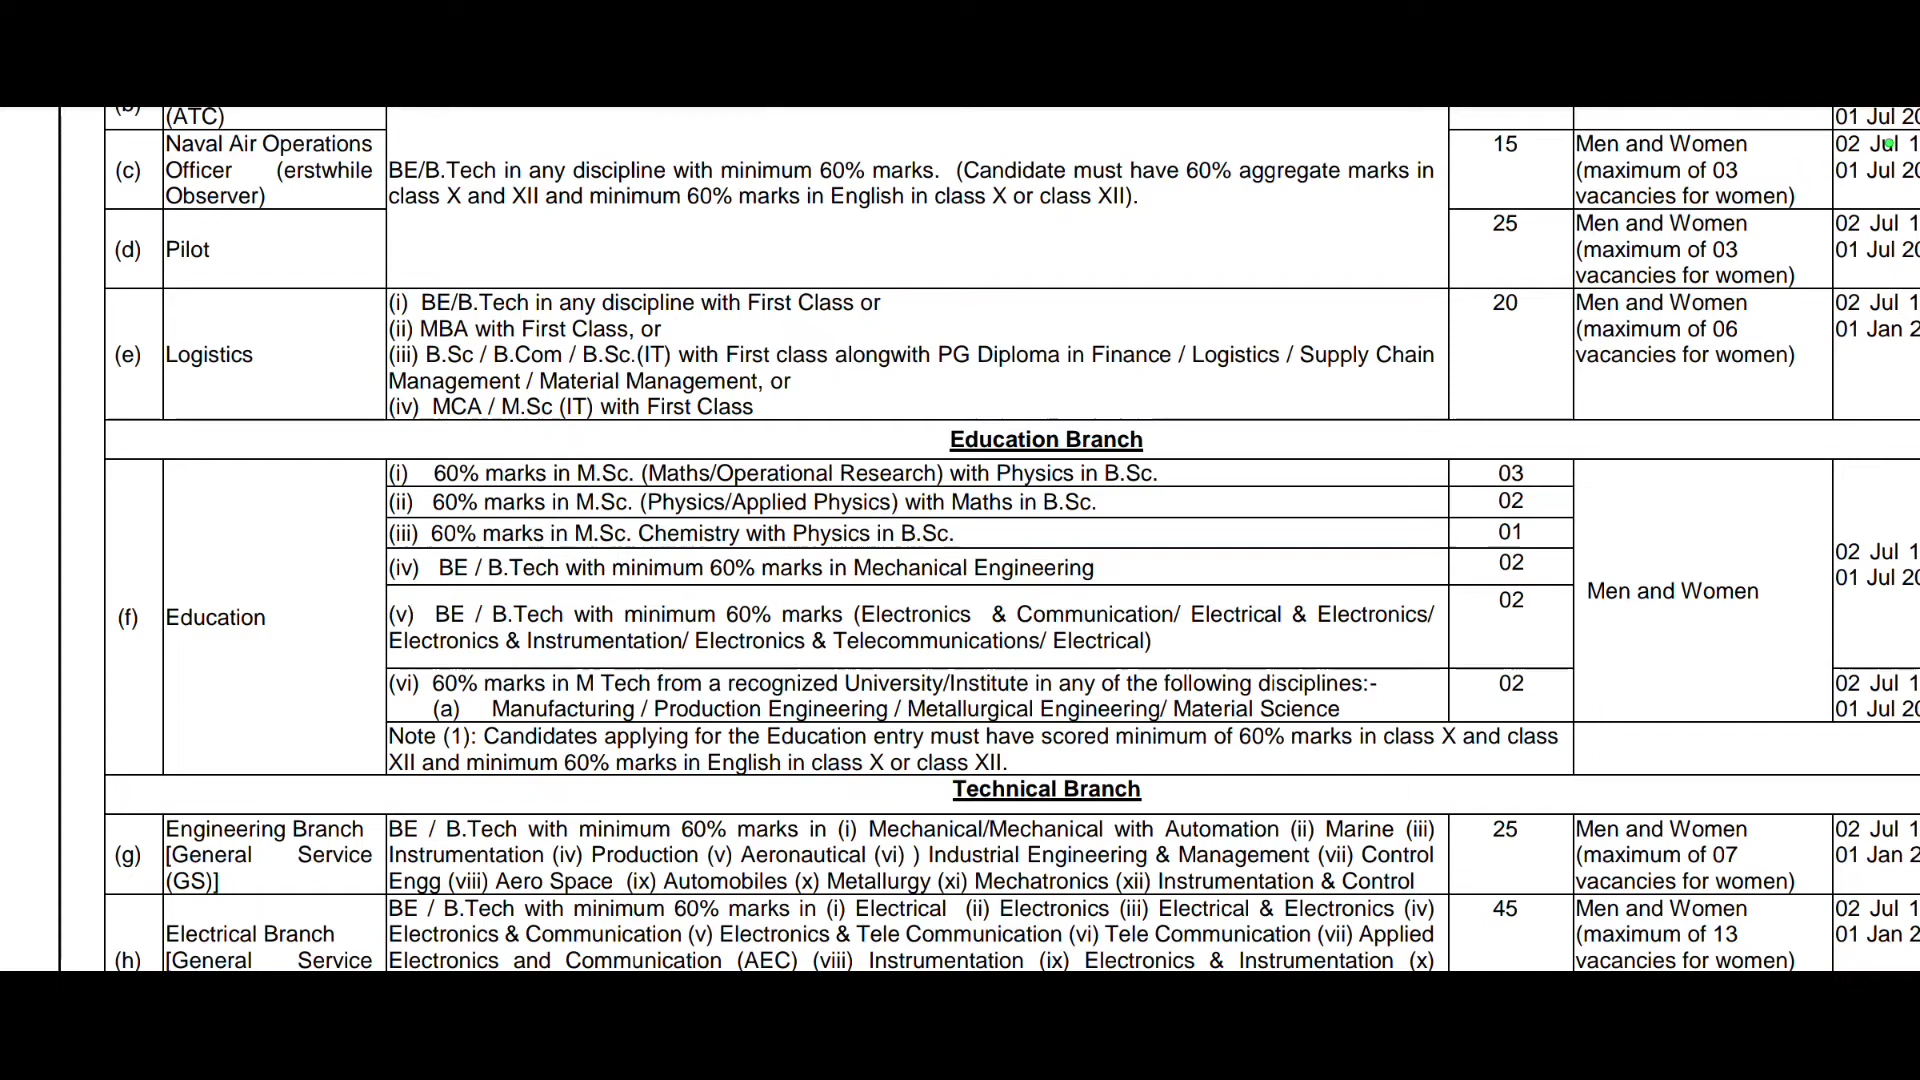 (ATC)
01 Jul 20
(c)
Naval Air Operations
Officer (erstwhile
Observer)
BE/B.Tech in any discipline with minimum 60% marks. (Candidate must have 60% aggregate marks in
class X and XII and minimum 60% marks in English in class X or class XII).
15
Men and Women
(maximum of 03
vacancies for women)
02 Jul 1
01 Jul 20
(d)
Pilot
25
Men and Women
(maximum of 03
vacancies for women)
02 Jul 1
01 Jul 20
(e)
Logistics
(i) BE/B.Tech in any discipline with First Class or
(ii) MBA with First Class, or
(iii) B.Sc / B.Com / B.Sc.(IT) with First class alongwith PG Diploma in Finance / Logistics / Supply Chain
Management / Material Management, or
(iv) MCA / M.Sc (IT) with First Class
20
Men and Women
(maximum of 06
vacancies for women)
02 Jul 1
01 Jan 2
Education Branch
(f)
Education
(i) 60% marks in M.Sc. (Maths/Operational Research) with Physics in B.Sc.
03
(ii) 60% marks in M.Sc. (Physics/Applied Physics) with Maths in B.Sc.
02
(iii) 60% marks in M.Sc. Chemistry with Physics in B.Sc.
01
(iv) BE / B.Tech with minimum 60% marks in Mechanical Engineering
02
(v) BE / B.Tech with minimum 60% marks (Electronics & Communication/ Electrical & Electronics/
Electronics & Instrumentation/ Electronics & Telecommunications/ Electrical)
02
Men and Women
02 Jul 1
01 Jul 20
(vi) 60% marks in M Tech from a recognized University/Institute in any of the following disciplines:-
(a) Manufacturing / Production Engineering / Metallurgical Engineering/ Material Science
02
02 Jul 1
01 Jul 20
Note (1): Candidates applying for the Education entry must have scored minimum of 60% marks in class X and class
XII and minimum 60% marks in English in class X or class XII.
Technical Branch
(g)
Engineering Branch
[General Service
(GS)]
BE / B.Tech with minimum 60% marks in (i) Mechanical/Mechanical with Automation (ii) Marine (iii)
Instrumentation (iv) Production (v) Aeronautical (vi) ) Industrial Engineering & Management (vii) Control
Engg (viii) Aero Space (ix) Automobiles (x) Metallurgy (xi) Mechatronics (xii) Instrumentation & Control
25
Men and Women
(maximum of 07
vacancies for women)
02 Jul 1
01 Jan 2
(h)
Electrical Branch
[General Service
BE / B.Tech with minimum 60% marks in (i) Electrical (ii) Electronics (iii) Electrical & Electronics (iv)
Electronics & Communication (v) Electronics & Tele Communication (vi) Tele Communication (vii) Applied
Electronics and Communication (AEC) (viii) Instrumentation (ix) Electronics & Instrumentation (x)
45
Men and Women
(maximum of 13
vacancies for women)
02 Jul 1
01 Jan 2